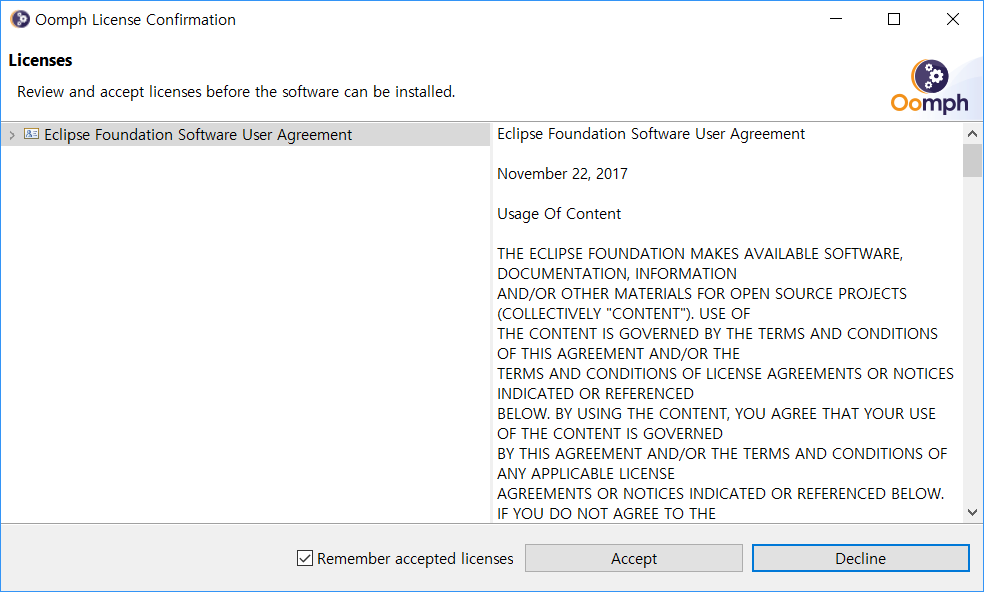 Oomph License Confirmation
Licenses
Review and accept licenses before the software can be installed.
Oomph
Eclipse Foundation Software User Agreement
Eclipse Foundation Software User Agreement
November 22, 2017
Usage Of Content
THE ECLIPSE FOUNDATION MAKES AVAILABLE SOFTWARE,
DOCUMENTATION, INFORMATION
AND/OR OTHER MATERIALS FOR OPEN SOURCE PROJECTS
(COLLECTIVELY "CONTENT"). USE OF
THE CONTENT IS GOVERNED BY THE TERMS AND CONDITIONS
OF THIS AGREEMENT AND/OR THE
TERMS AND CONDITIONS OF LICENSE AGREEMENTS OR NOTICES
INDICATED OR REFERENCED
BELOW. BY USING THE CONTENT, YOU AGREE THAT YOUR USE
OF THE CONTENT IS GOVERNED
BY THIS AGREEMENT AND/OR THE TERMS AND CONDITIONS OF
ANY APPLICABLE LICENSE
AGREEMENTS OR NOTICES INDICATED OR REFERENCED BELOW.
IF YOU DO NOT AGREE TO THE
Remember accepted licenses
Accept
Decline